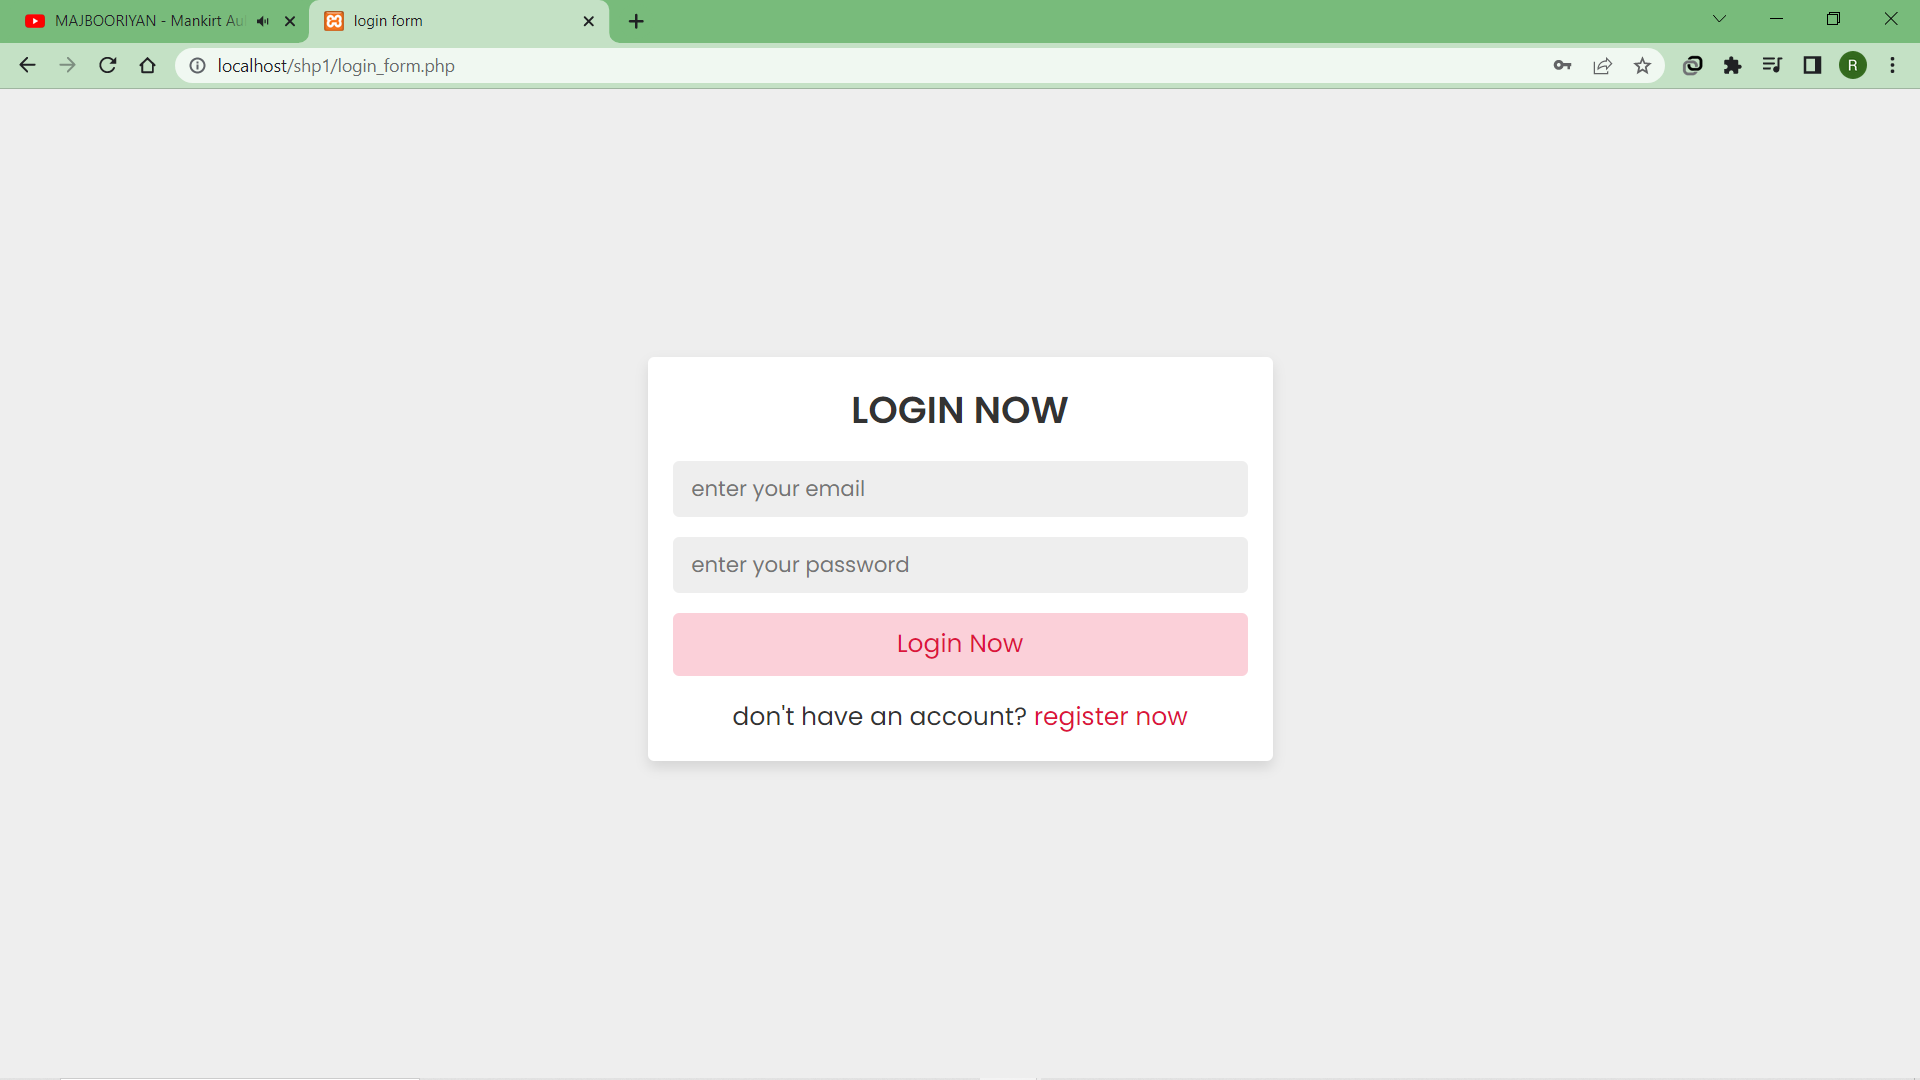 MAJBOORIYAN - Mankirt Au
login form
localhost/shp1/login_form.php
R
LOGIN NOW
enter your email
enter your password
Login Now
don't have an account? register now